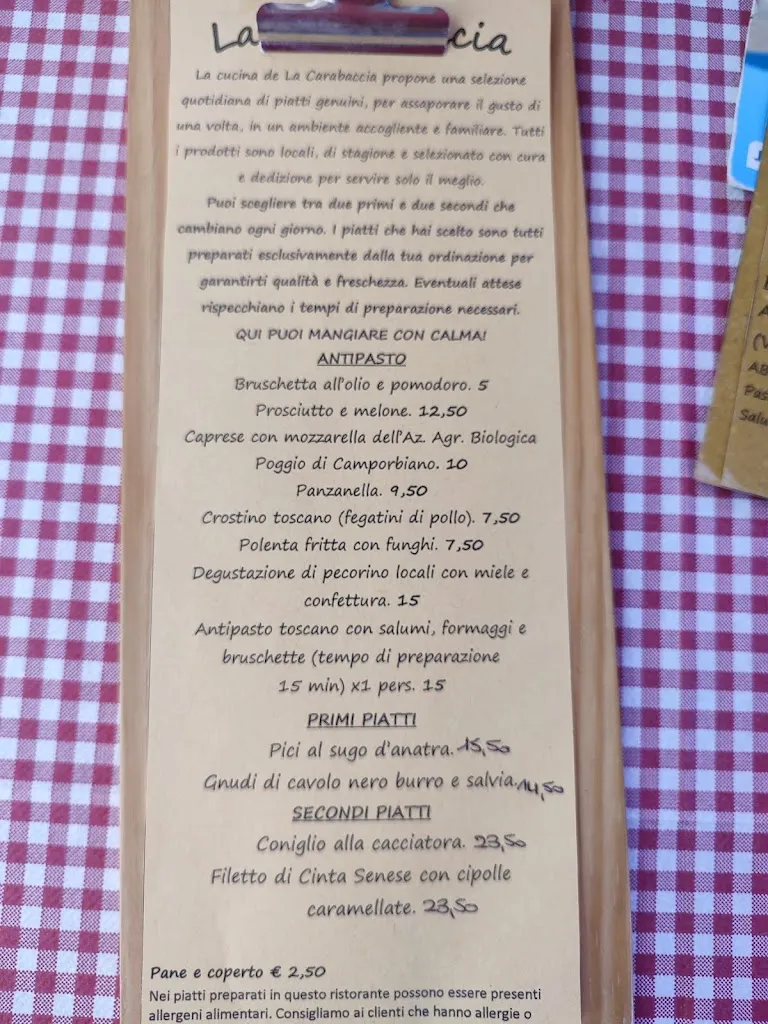 La cia
La cucina de La Carabaccia propone una selezione
quotidiana di piatti genuini, per assaporare il gusto di
una volta, in un ambiente accogliente e familiare. Tutti
i prodotti sono locali, di stagione e selezionato con cura
e dedizione per servire solo il meglio.
Puoi scegliere tra due primi e due secondi che
cambiano ogni giorno. I piatti che hai scelto sono tutti
preparati esclusivamente dalla tua ordinazione per
garantirti qualità e freschezza. Eventuali attese
rispecchiano i tempi di preparazione necessari.
QUI PUOI MANGIARE CON CALMA!
ANTIPASTO
Bruschetta all'olio e pomodoro. 5
Prosciutto e melone. 12,50
Caprese con mozzarella dell'Az. Agr. Biologica
Poggio di Camporbiano. 10
Panzanella. 9,50
Crostino toscano (fegatini di pollo). 7,50
Polenta fritta con funghi. 7,50
Degustazione di pecorino locali con miele e
confettura. 15
Antipasto toscano con salumi, formaggi e
bruschette (tempo di preparazione
15 min) x1 pers. 15
PRIMI PIATTI
Pici al sugo d'anatra. 15,50
Gnudi di cavolo nero burro e salvia. 14,50
SECONDI PIATTI
Coniglio alla cacciatora. 23,50
Filetto di Cinta Senese con cipolle
caramellate. 23,50
Pane e coperto € 2,50
Nei piatti preparati in questo ristorante possono essere presenti
allergeni alimentari. Consigliamo ai clienti che hanno allergie o